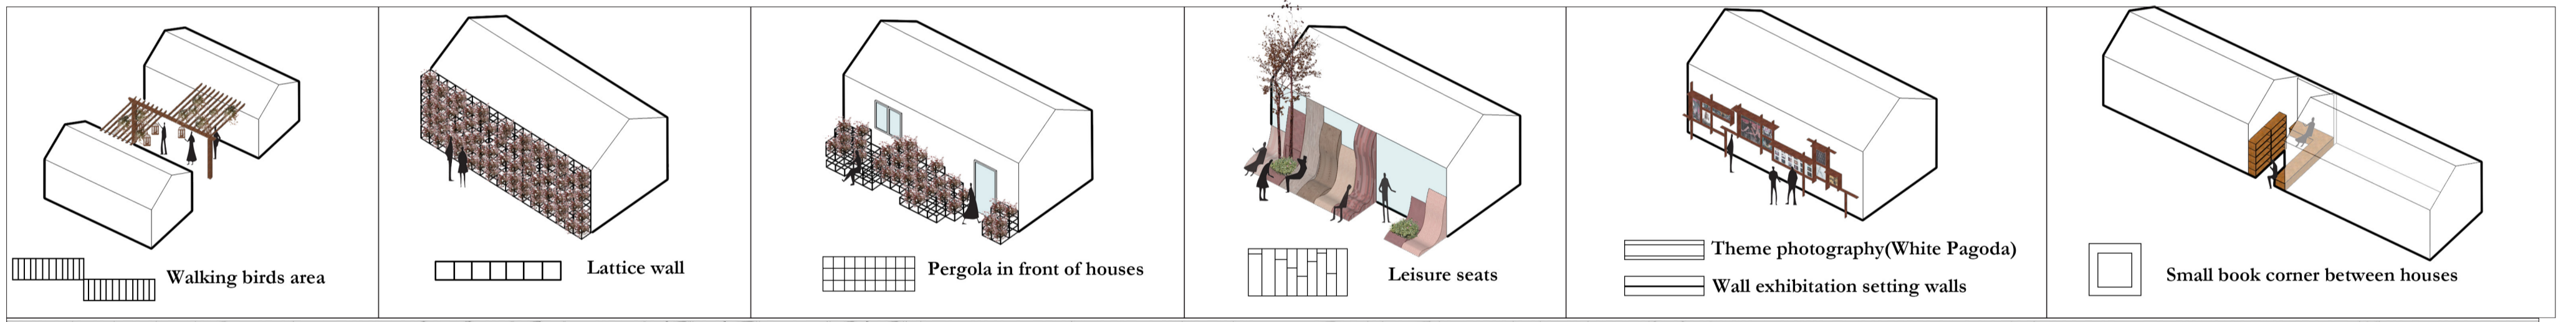 Walking birds area
Lattice wall
Pergola in front of houses
Leisure seats
Theme photography(White Pagoda)
Wall exhibition setting walls
Small book corner between houses